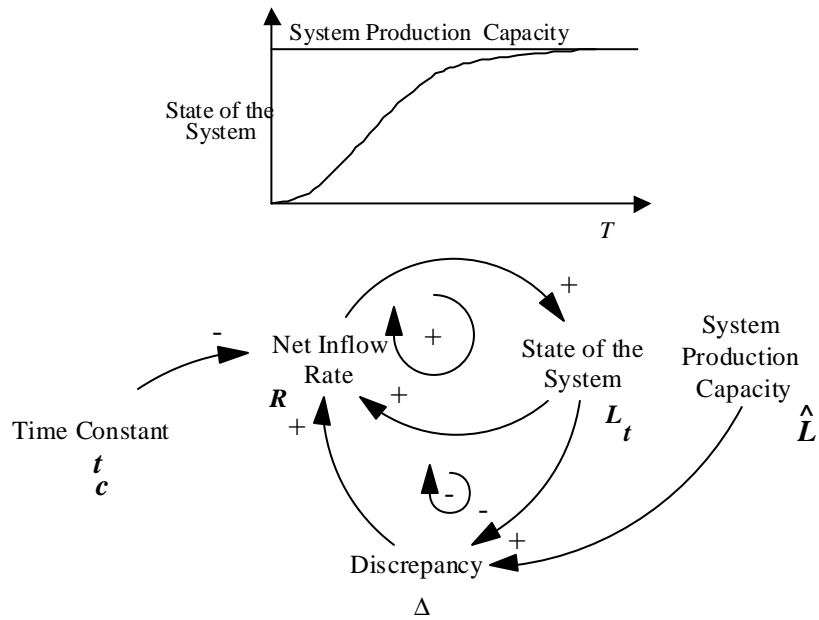 System Production Capacity
State of the
System
T
+
-
System
Production
Capacity
Net Inflow
Rate
+
State of the
System
R
+
+
L
t
L̂
Time Constant
t
c
-
-
+
Discrepancy
Δ